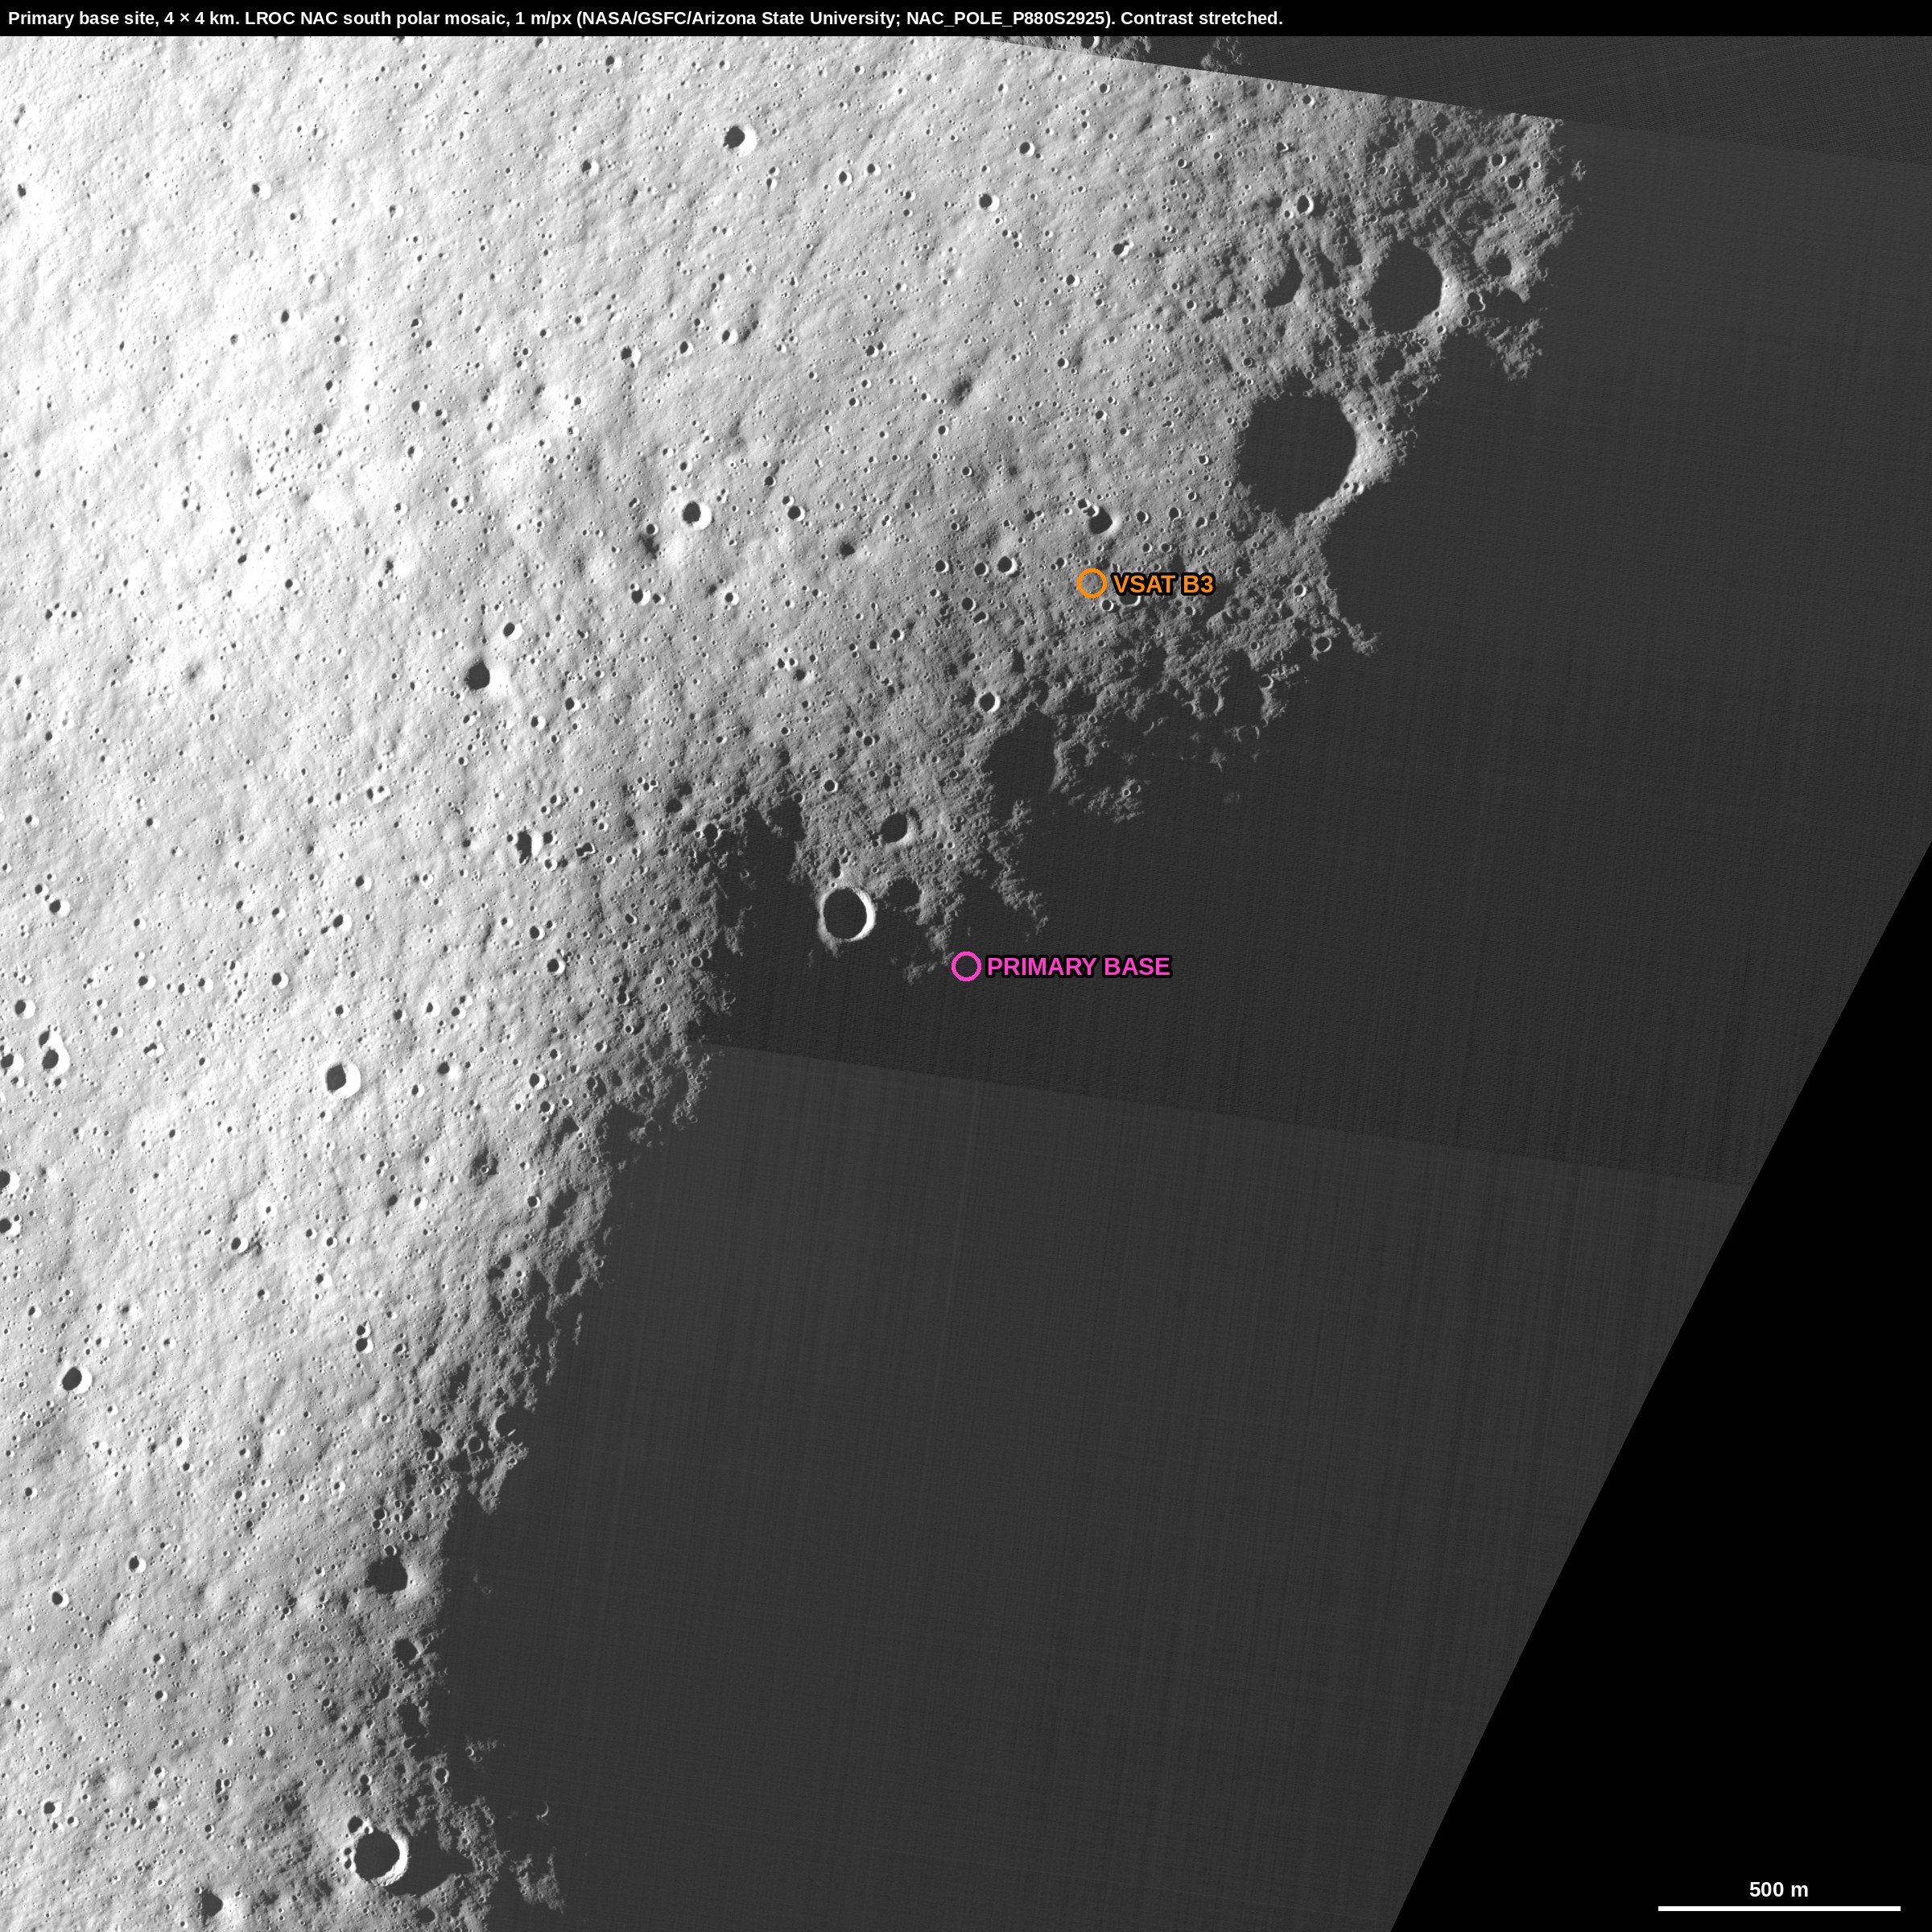 Primary base site, 4 × 4 km. LROC NAC south polar mosaic, 1 m/px (NASA/GSFC/Arizona State University; NAC_POLE_P880S2925). Contrast stretched.
VSAT B3
PRIMARY BASE
500 m